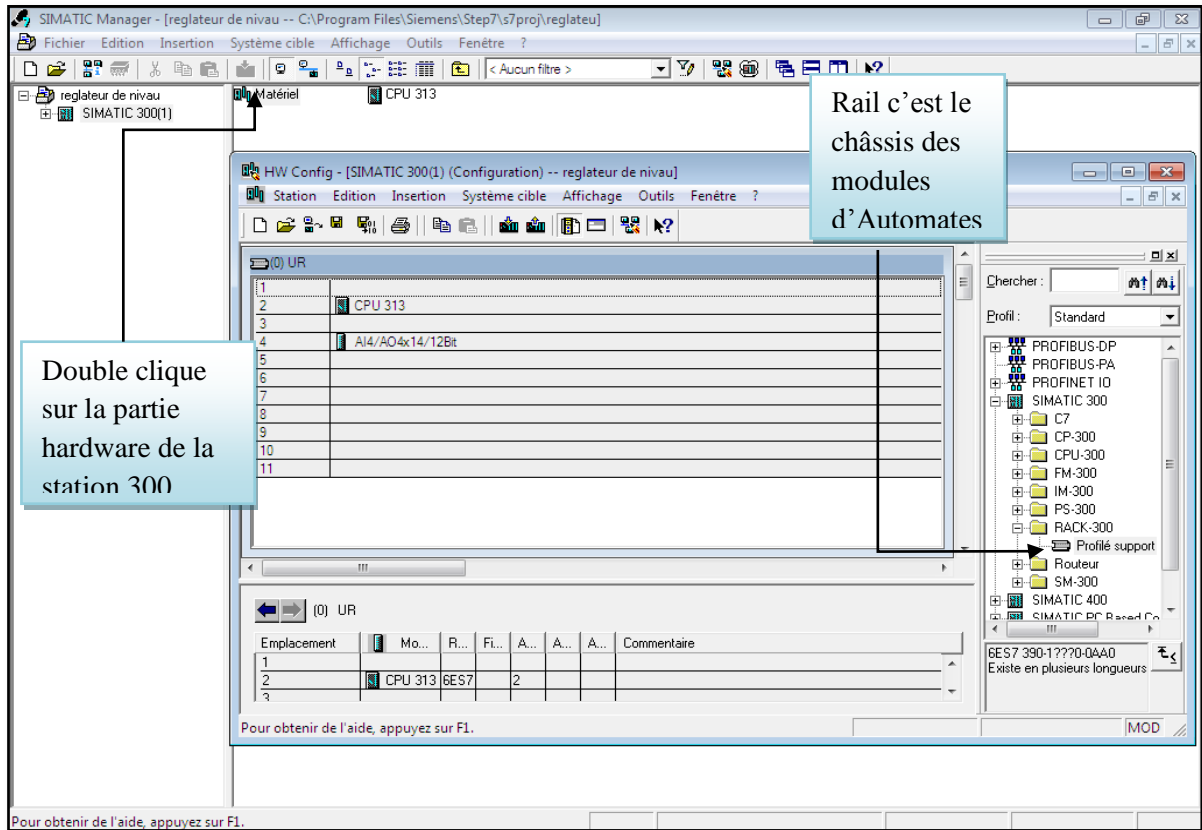 SIMATIC Manager - [reglateur de nivau -- C:\Program Files\Siemens\Step7\s7proj\reglateu]
Fichier Edition Insertion Système cible Affichage Outils Fenêtre ?
< Aucun filtre >
reglateur de nivau
SIMATIC 300(1)
Matériel
CPU 313
Rail c’est le
châssis des
modules
d’Automates
Double clique
sur la partie
hardware de la
station 300
HW Config - [SIMATIC 300(1) (Configuration) -- reglateur de nivau]
Station Edition Insertion Système cible Affichage Outils Fenêtre ?
(0) UR
1
2 CPU 313
3
4 AI4/AO4x14/12Bit
5
6
7
8
9
10
11
Chercher :
Profil : Standard
PROFIBUS-DP
PROFIBUS-PA
PROFINET IO
SIMATIC 300
C7
CP-300
CPU-300
FM-300
IM-300
PS-300
RACK-300
Profilé support
Routeur
SM-300
SIMATIC 400
SIMATIC PC Based Co
6ES7 390-1???0-0AA0
Existe en plusieurs longueurs
(0) UR
Emplacement Mo... R... Fi... A... A... A... Commentaire
1
2 CPU 313 6ES7 2
3
Pour obtenir de l'aide, appuyez sur F1.
MOD
Pour obtenir de l'aide, appuyez sur F1.